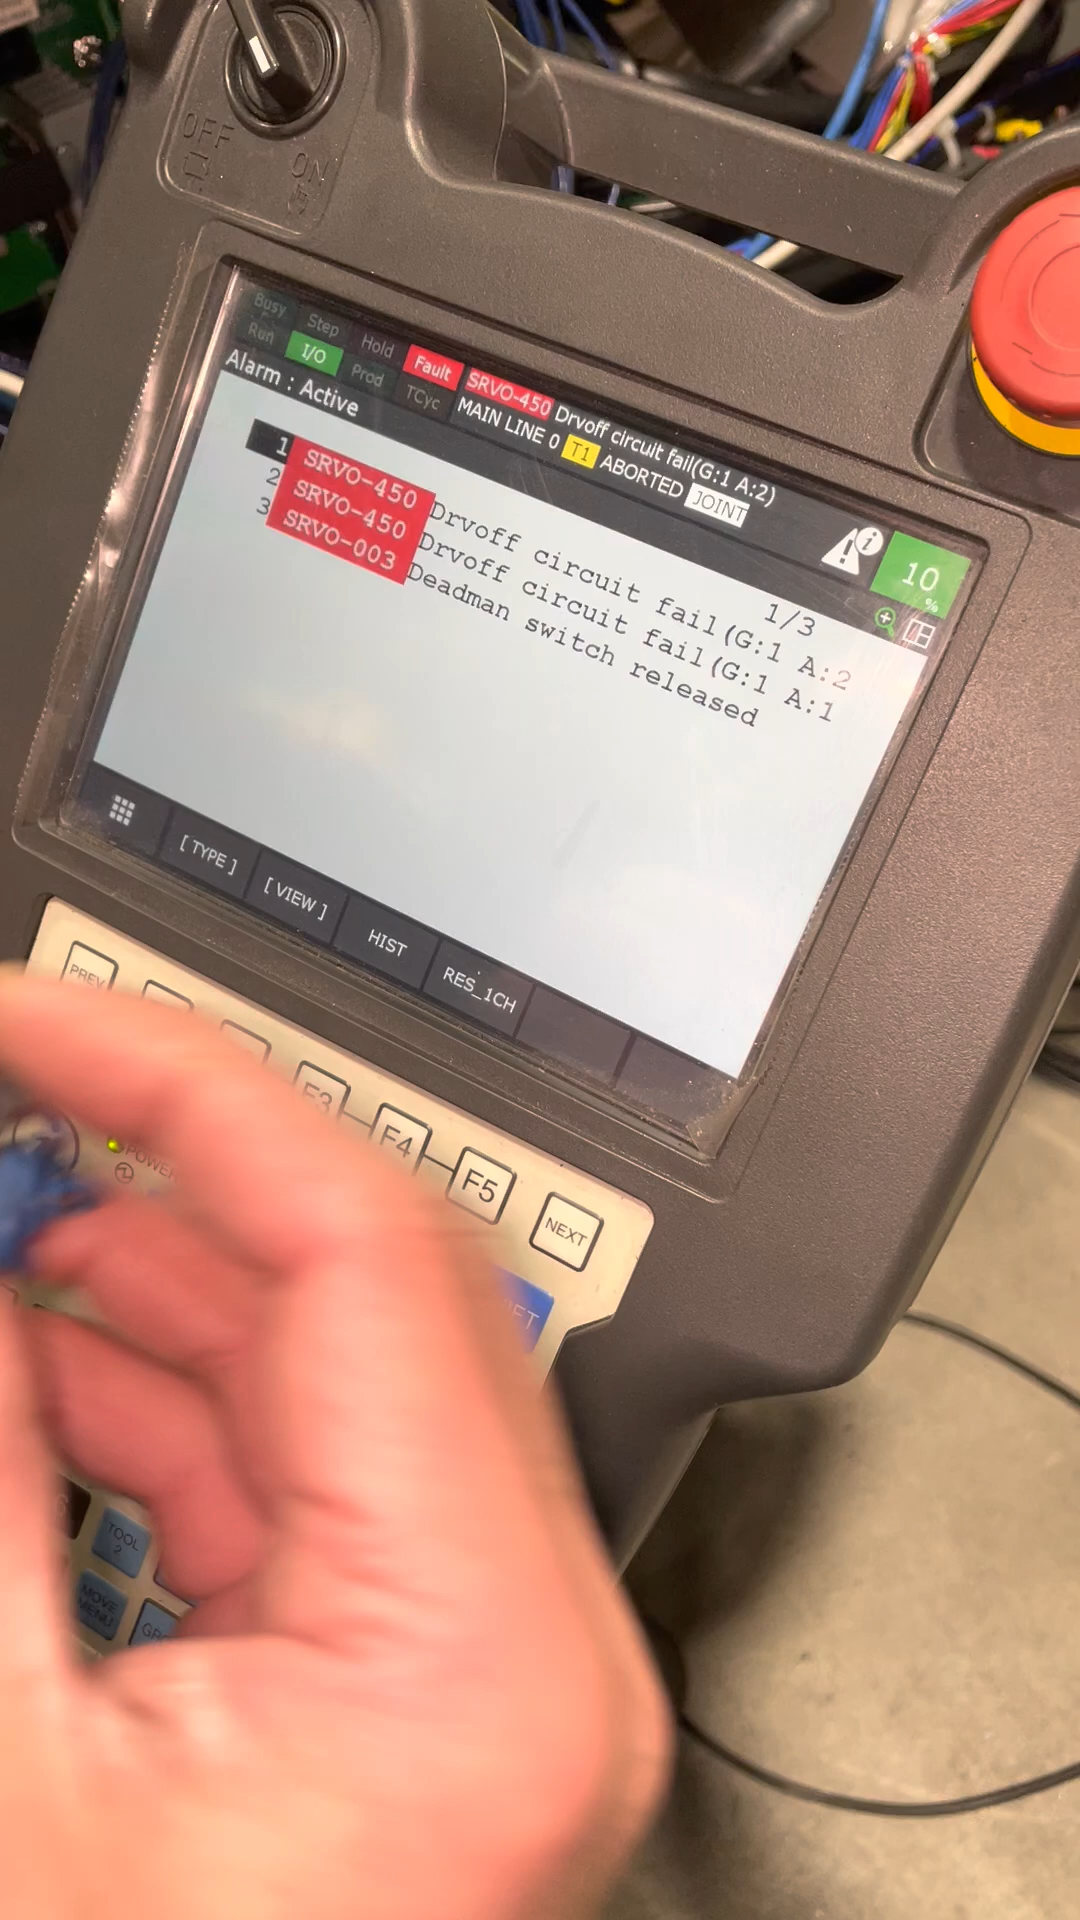 OFF
ON
Busy Step Hold Fault SRVO-450 Drvoff circuit fail(G:1 A:2)
Run I/O Prod TCyc MAIN LINE 0 T1 ABORTED JOINT
Alarm : Active
10
%
1/3
1 SRVO-450 Drvoff circuit fail(G:1 A:2
2 SRVO-450 Drvoff circuit fail(G:1 A:1
3 SRVO-003 Deadman switch released
[ TYPE ] [ VIEW ] HIST RES_1CH
PREV F3 F4 F5 NEXT
POWER
TOOL
2
MOVE
MENU